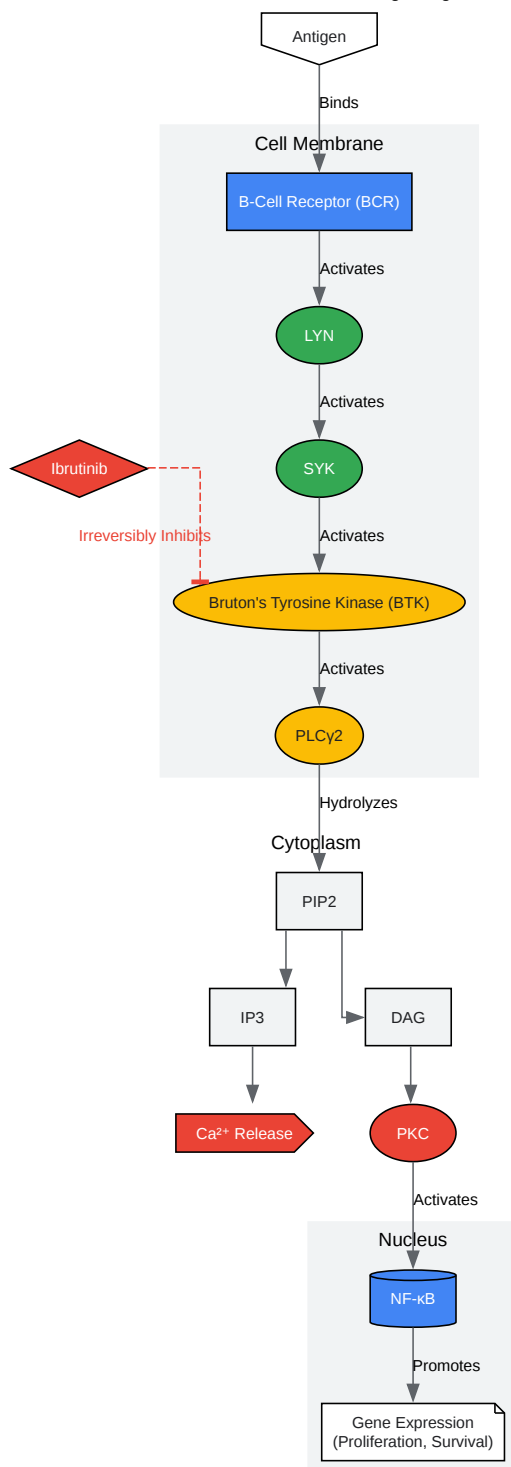 Antigen
Binds
Cell Membrane
B-Cell Receptor (BCR)
Activates
LYN
Activates
SYK
Ibrutinib
Activates
Irreversibly Inhibits
Bruton's Tyrosine Kinase (BTK)
Activates
PLCγ2
Hydrolyzes
Cytoplasm
PIP2
IP3
DAG
Ca²⁺ Release
PKC
Activates
Nucleus
NF-κB
Promotes
Gene Expression
(Proliferation, Survival)